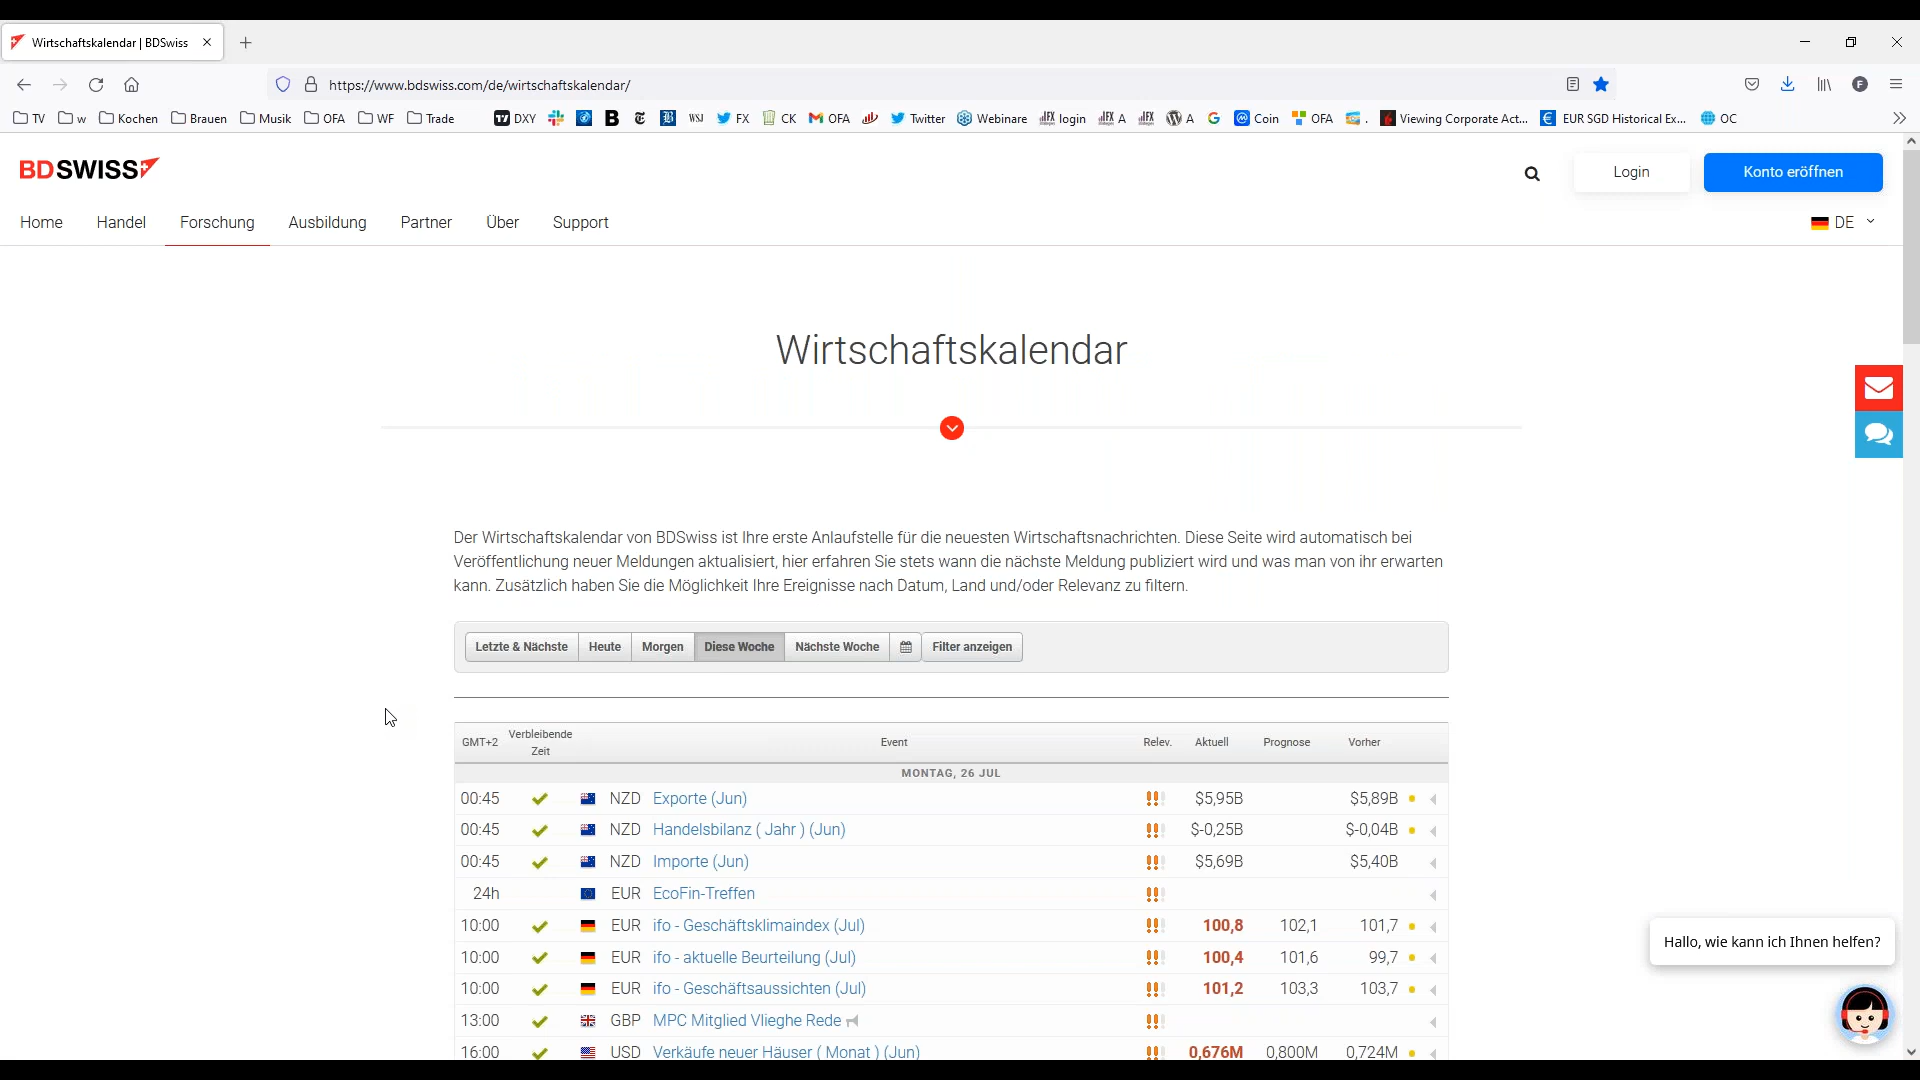 Wirtschaftskalendar | BDSwiss
https://www.bdswiss.com/de/wirtschaftskalendar/
TV w Kochen Brauen Musik OFA WF Trade DXY B WSJ FX CK OFA Twitter Webinare login A A Coin OFA . Viewing Corporate Act... EUR SGD Historical Ex... OC
BDSWISS
Login Konto eröffnen
Home Handel Forschung Ausbildung Partner Über Support DE
Wirtschaftskalendar
Der Wirtschaftskalendar von BDSwiss ist Ihre erste Anlaufstelle für die neuesten Wirtschaftsnachrichten. Diese Seite wird automatisch bei
Veröffentlichung neuer Meldungen aktualisiert, hier erfahren Sie stets wann die nächste Meldung publiziert wird und was man von ihr erwarten
kann. Zusätzlich haben Sie die Möglichkeit Ihre Ereignisse nach Datum, Land und/oder Relevanz zu filtern.
Letzte & Nächste Heute Morgen Diese Woche Nächste Woche Filter anzeigen
GMT+2 Verbleibende Zeit Event Relev. Aktuell Prognose Vorher
MONTAG, 26 JUL
00:45 NZD Exporte (Jun) $5,95B $5,89B
00:45 NZD Handelsbilanz ( Jahr ) (Jun) $-0,25B $-0,04B
00:45 NZD Importe (Jun) $5,69B $5,40B
24h EUR EcoFin-Treffen
10:00 EUR ifo - Geschäftsklimaindex (Jul) 100,8 102,1 101,7
10:00 EUR ifo - aktuelle Beurteilung (Jul) 100,4 101,6 99,7
10:00 EUR ifo - Geschäftsaussichten (Jul) 101,2 103,3 103,7
13:00 GBP MPC Mitglied Vlieghe Rede
16:00 USD Verkäufe neuer Häuser ( Monat ) (Jun) 0,676M 0,800M 0,724M
Hallo, wie kann ich Ihnen helfen?